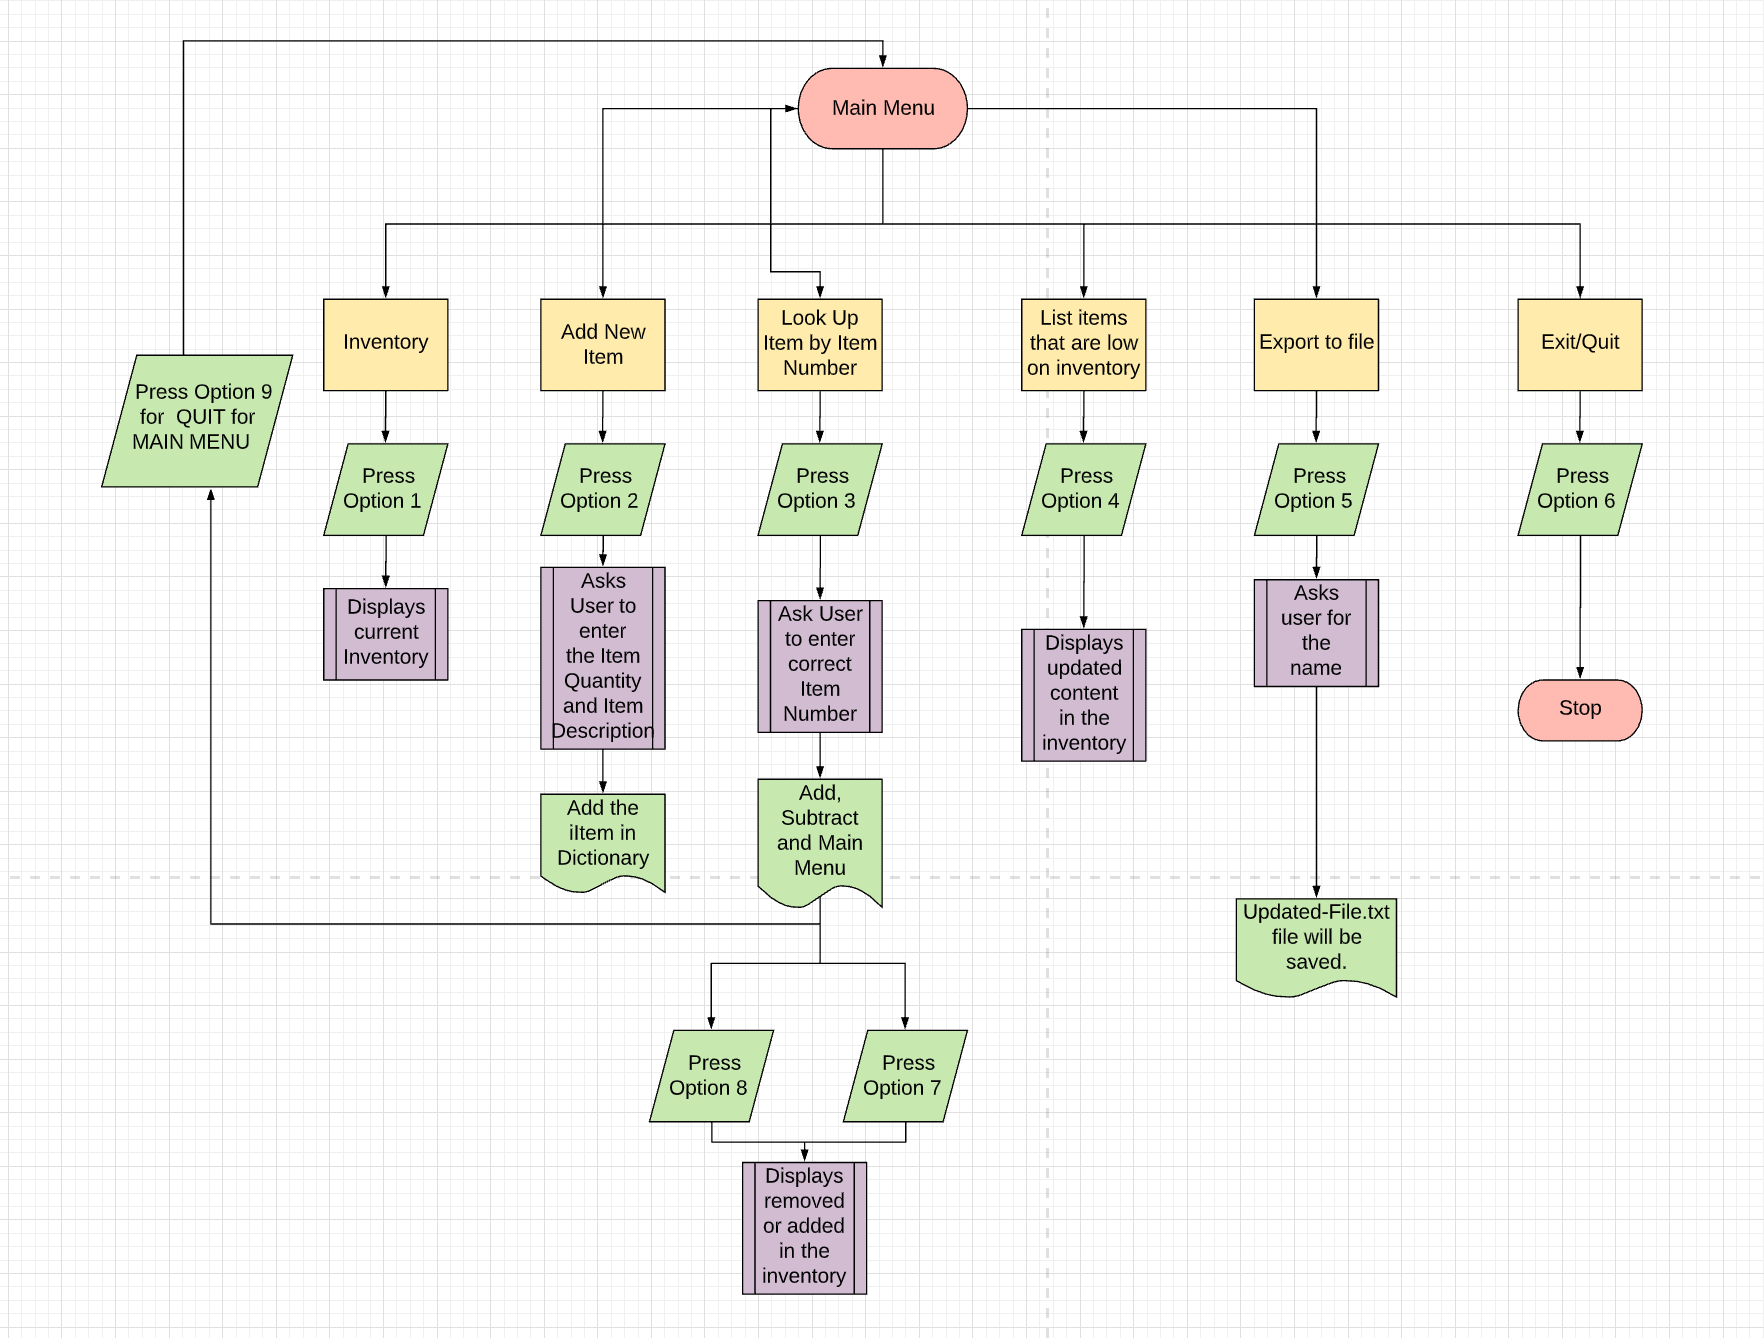 Main Menu
Inventory
Add New
Item
Look Up
Item by Item
Number
List items
that are low
on inventory
Export to file
Exit/Quit
Press Option 9
for  QUIT for
MAIN MENU
Press
Option 1
Press
Option 2
Press
Option 3
Press
Option 4
Press
Option 5
Press
Option 6
Displays
current
Inventory
Asks
User to
enter
the Item
Quantity
and Item
Description
Ask User
to enter
correct
Item
Number
Displays
updated
content
in the
inventory
Asks
user for
the
name
Stop
Add the
iItem in
Dictionary
Add,
Subtract
and Main
Menu
Updated-File.txt
file will be
saved.
Press
Option 8
Press
Option 7
Displays
removed
or added
in the
inventory